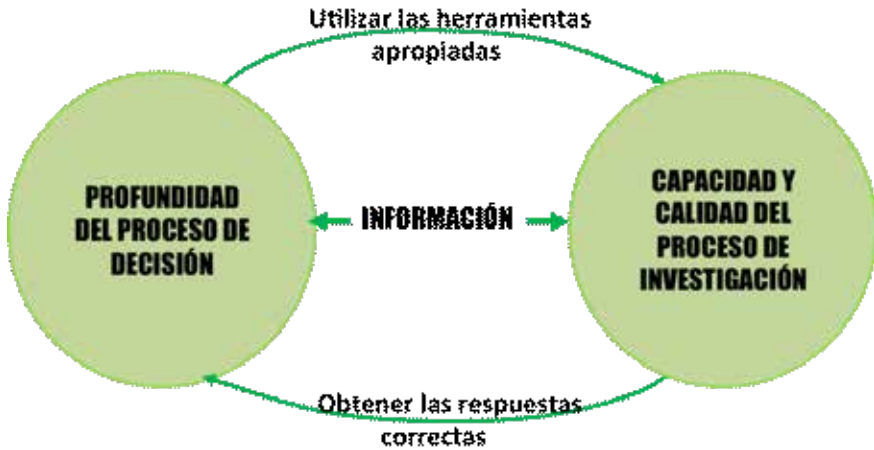 Utilizar las herramientas
apropiadas
PROFUNDIDAD
DEL PROCESO DE
DECISIÓN
INFORMACIÓN
CAPACIDAD Y
CALIDAD DEL
PROCESO DE
INVESTIGACIÓN
Obtener las respuestas
correctas